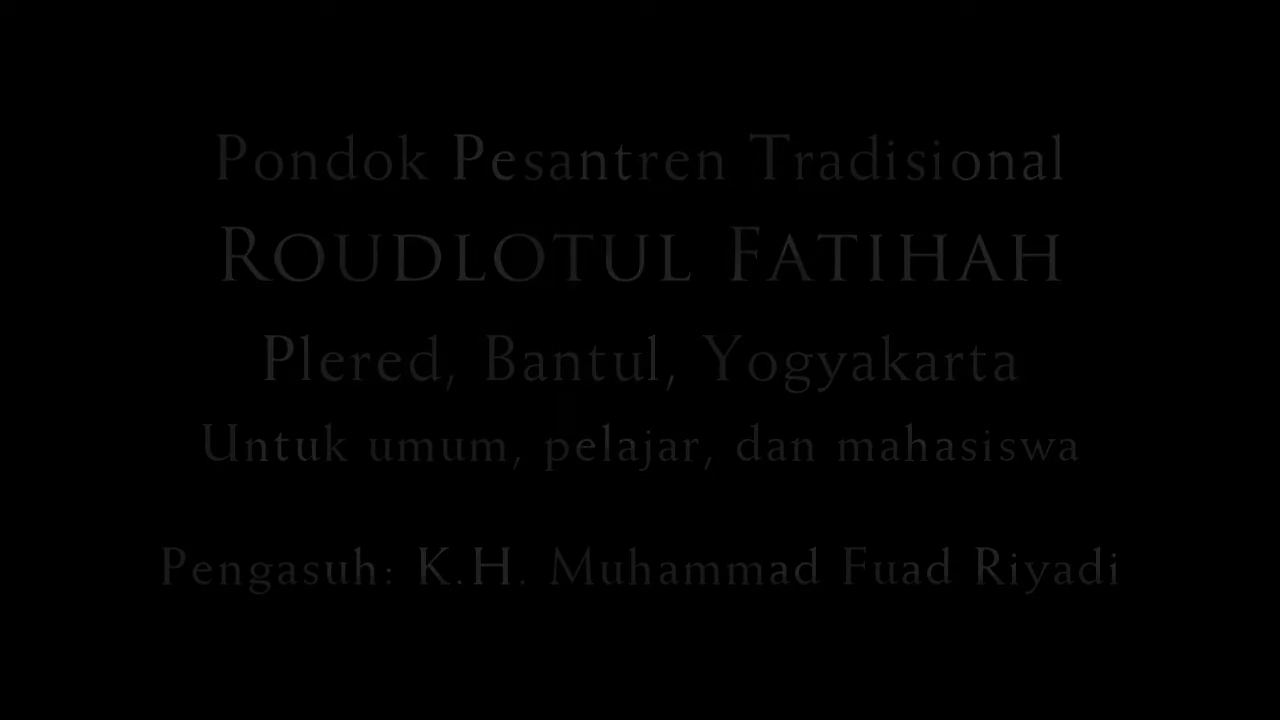 Pondok Pesantren Tradisional
ROUDLOTUL FATIHAH
Plered, Bantul, Yogyakarta
Untuk umum, pelajar, dan mahasiswa
Pengasuh: K.H. Muhammad Fuad Riyadi